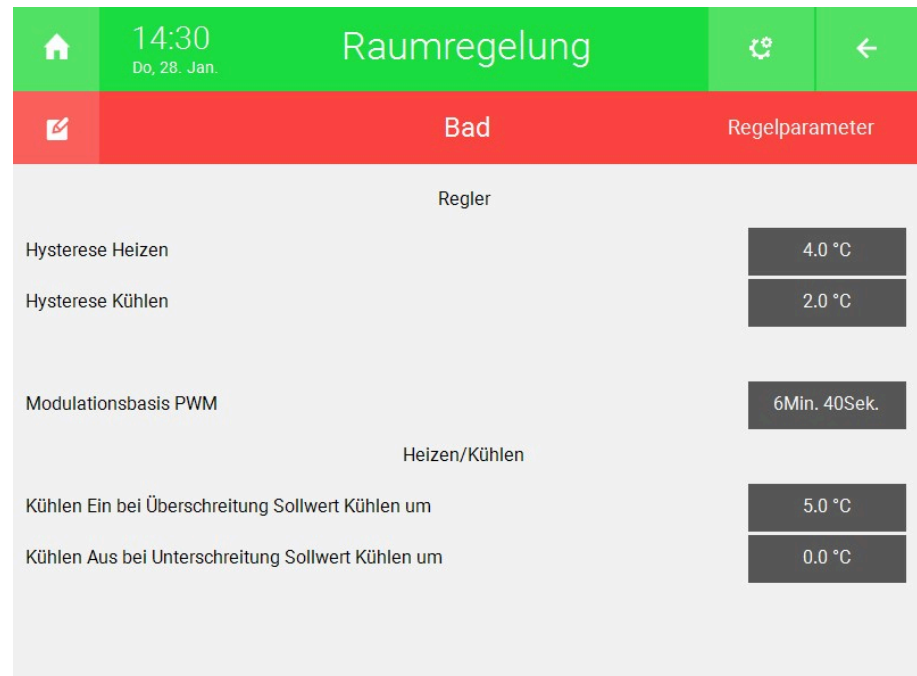 14:30
Do, 28. Jan.
Raumregelung
Bad
Regelparameter
Regler
Hysterese Heizen
4.0 °C
Hysterese Kühlen
2.0 °C
Modulationsbasis PWM
6Min. 40Sek.
Heizen/Kühlen
Kühlen Ein bei Überschreitung Sollwert Kühlen um
5.0 °C
Kühlen Aus bei Unterschreitung Sollwert Kühlen um
0.0 °C